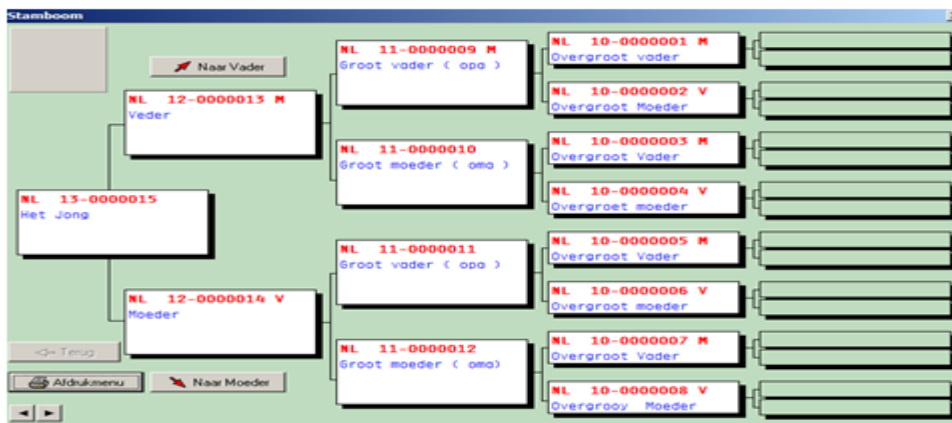 Stamboom
Naar Vader
NL 13-0000015
Het Jong
NL 12-0000013 M
Veder
NL 12-0000014 V
Moeder
NL 11-0000009 M
Groot vader ( opa )
NL 11-0000010
Groot moeder ( oma )
NL 11-0000011
Groot vader ( opa )
NL 11-0000012
Groot moeder ( oma)
NL 10-0000001 M
Overgroot vader
NL 10-0000002 V
Overgroot Moeder
NL 10-0000003 M
Overgroot Vader
NL 10-0000004 V
Overgroet moeder
NL 10-0000005 M
Overgroot Vader
NL 10-0000006 V
Overgroot moeder
NL 10-0000007 M
Overgroot Vader
NL 10-0000008 V
Overgrooy Moeder
Terug
Afdrukmenu
Naar Moeder